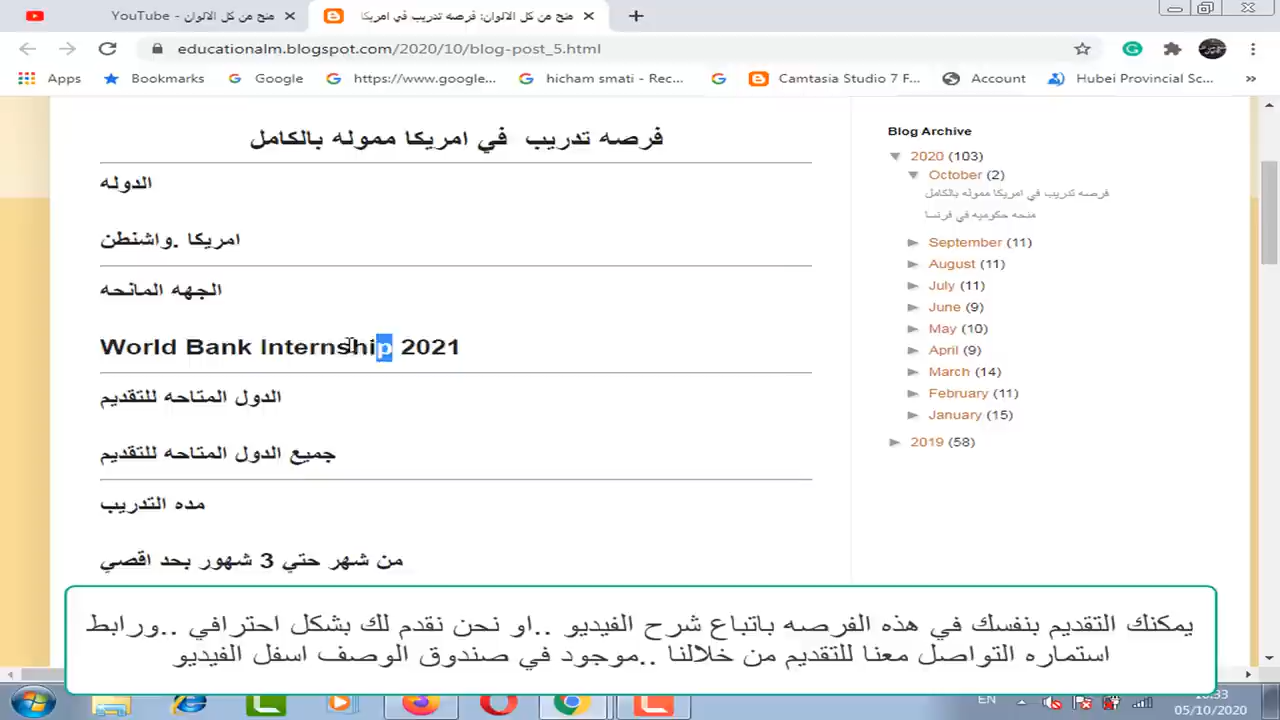 منح من كل الالوان - YouTube
منح من كل الالوان: فرصه تدريب في امريكا
educationalm.blogspot.com/2020/10/blog-post_5.html
Apps Bookmarks Google https://www.google... hicham smati - Rec... Camtasia Studio 7 F... Account Hubei Provincial Sc... »
فرصه تدريب في امريكا مموله بالكامل
الدوله
امريكا .واشنطن
الجهه المانحه
World Bank Internship 2021
الدول المتاحه للتقديم
جميع الدول المتاحه للتقديم
مده التدريب
من شهر حتي 3 شهور بحد اقصي
Blog Archive
▼ 2020 (103)
▼ October (2)
فرصه تدريب في امريكا مموله بالكامل
منحه حكوميه في فرنسا
► September (11)
► August (11)
► July (11)
► June (9)
► May (10)
► April (9)
► March (14)
► February (11)
► January (15)
► 2019 (58)
يمكنك التقديم بنفسك في هذه الفرصه باتباع شرح الفيديو ..او نحن نقدم لك بشكل احترافي ..ورابط
استماره التواصل معنا للتقديم من خلالنا ..موجود في صندوق الوصف اسفل الفيديو
EN
05/10/2020